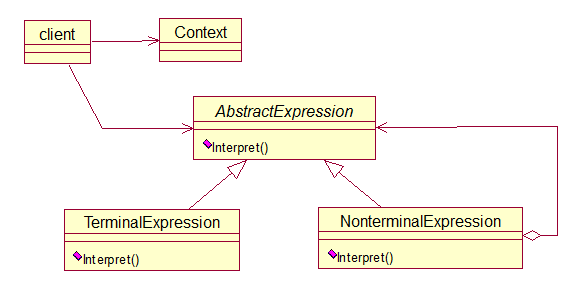 client
Context
AbstractExpression
Interpret()
TerminalExpression
Interpret()
NonterminalExpression
Interpret()